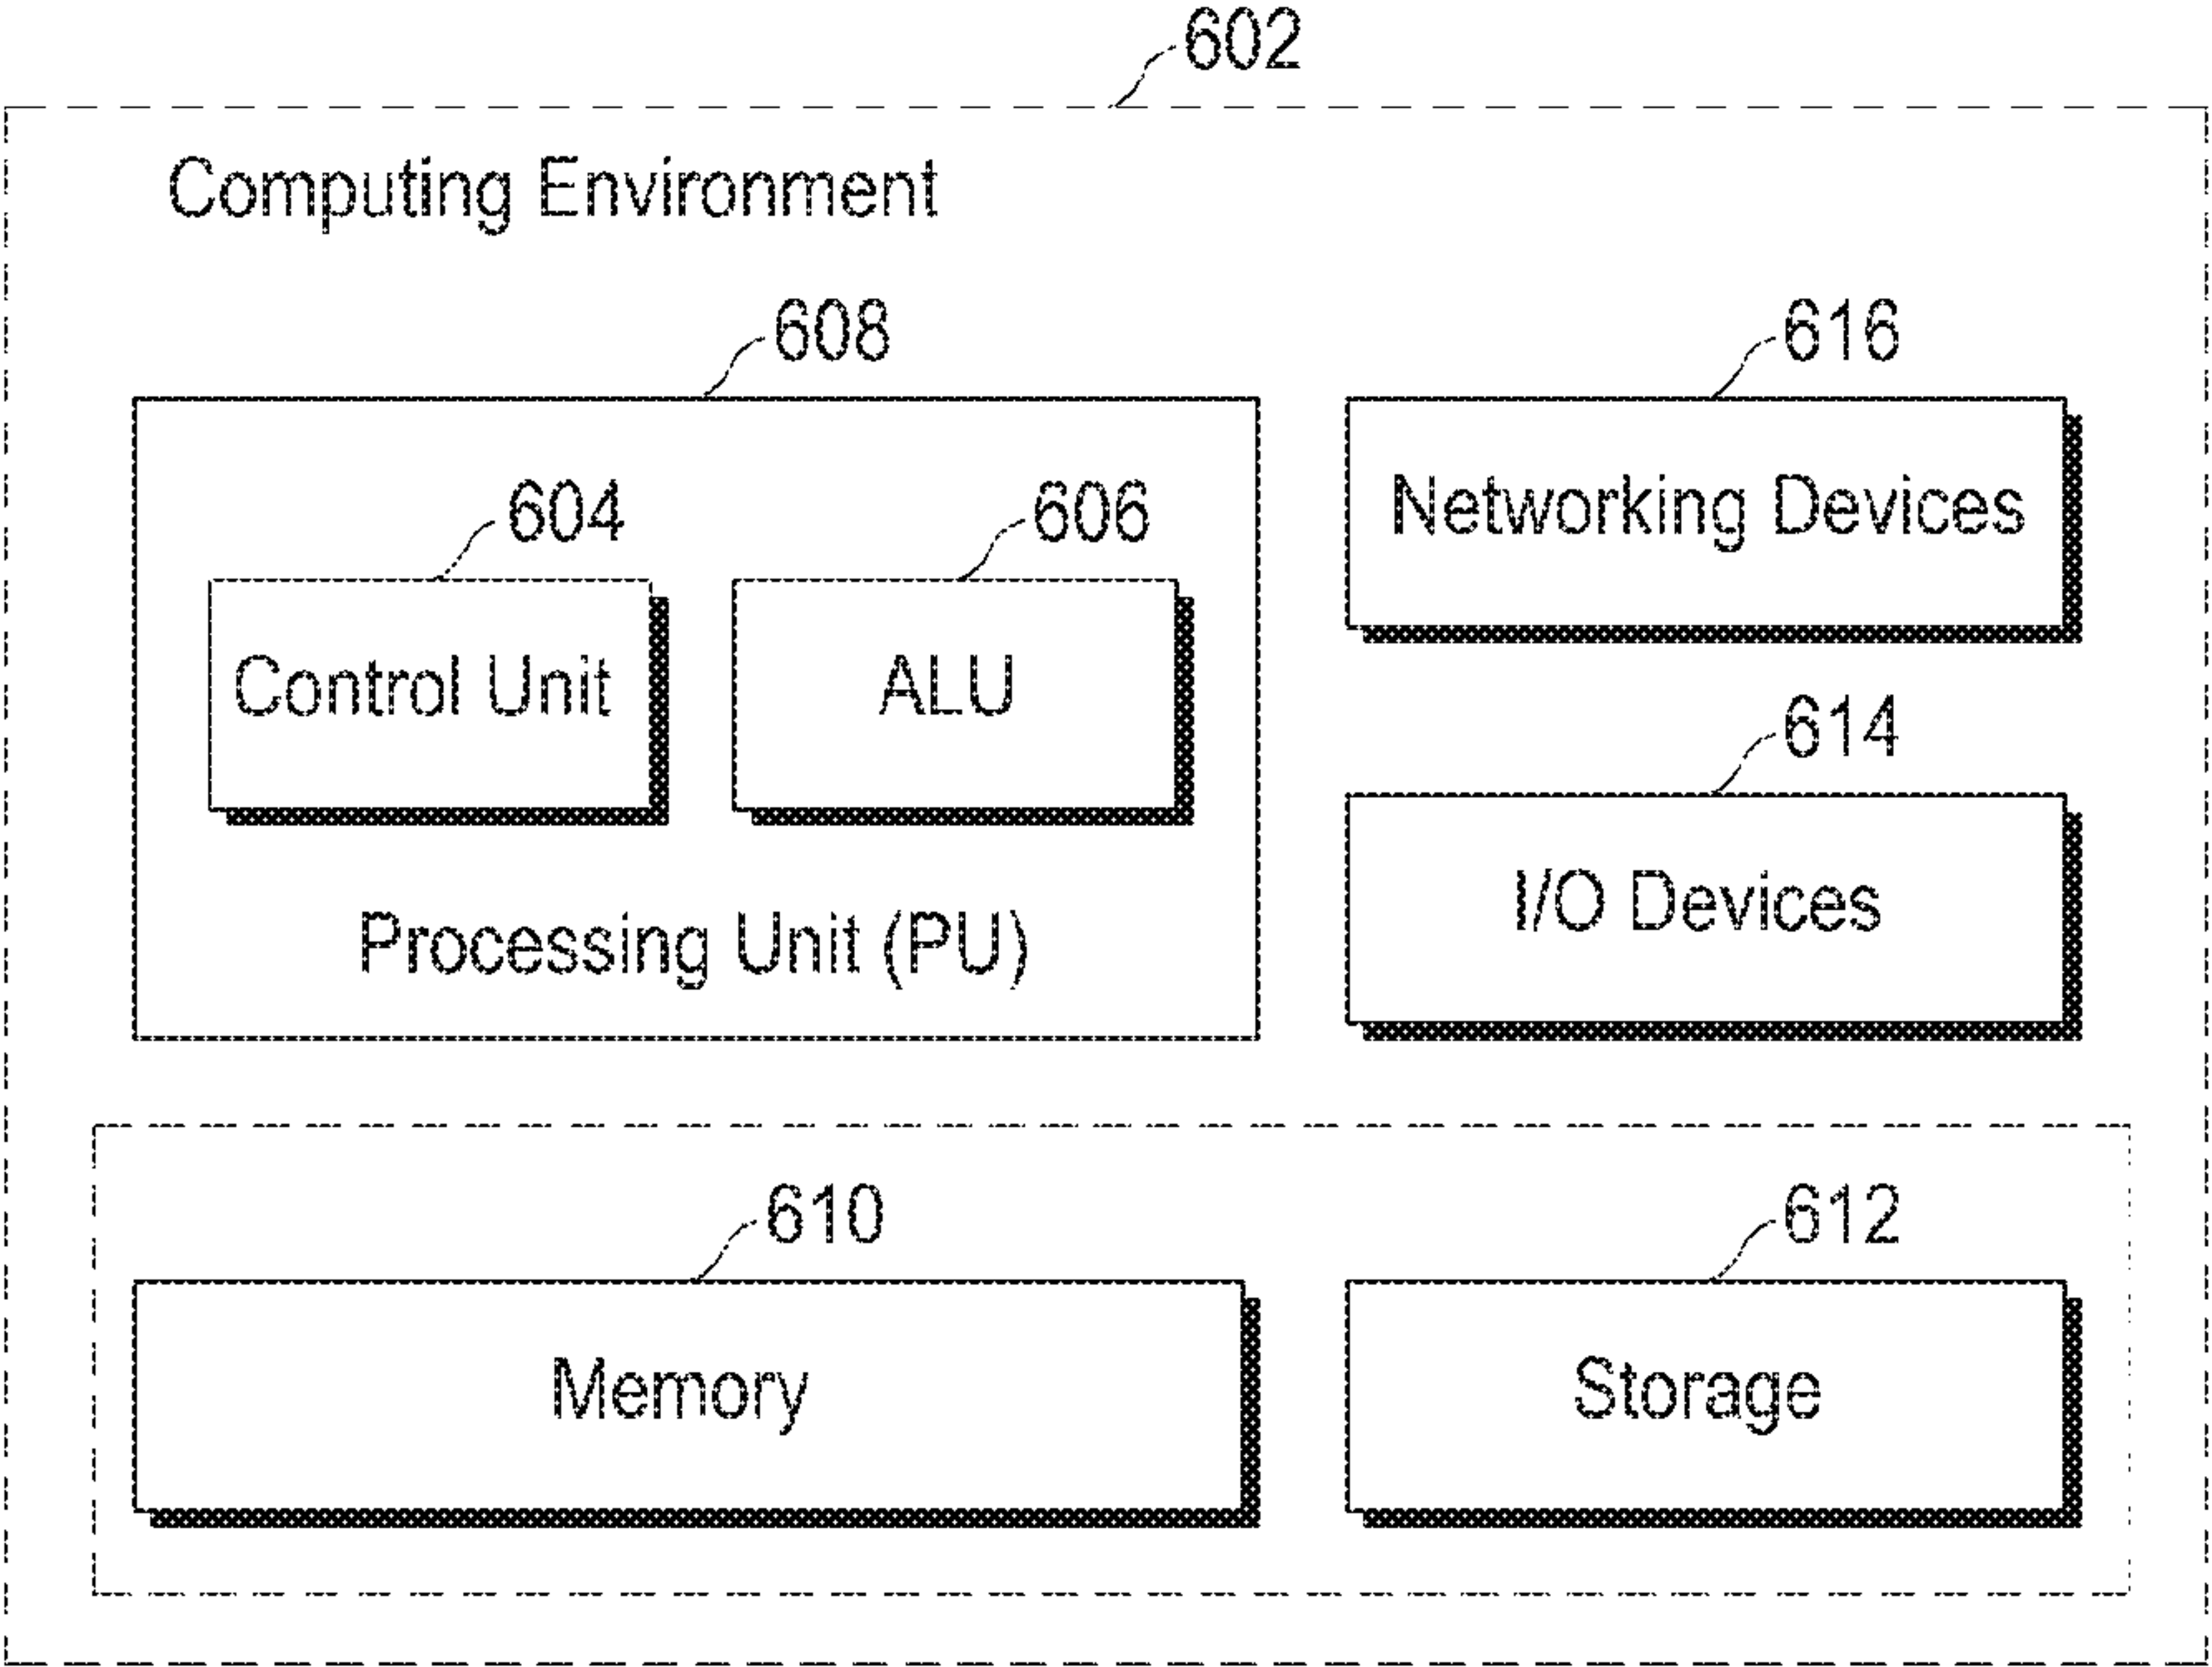 602
Computing Environment
608
616
604
606
Networking Devices
Control Unit
ALU
614
I/O Devices
Processing Unit (PU)
610
612
Memory
Storage